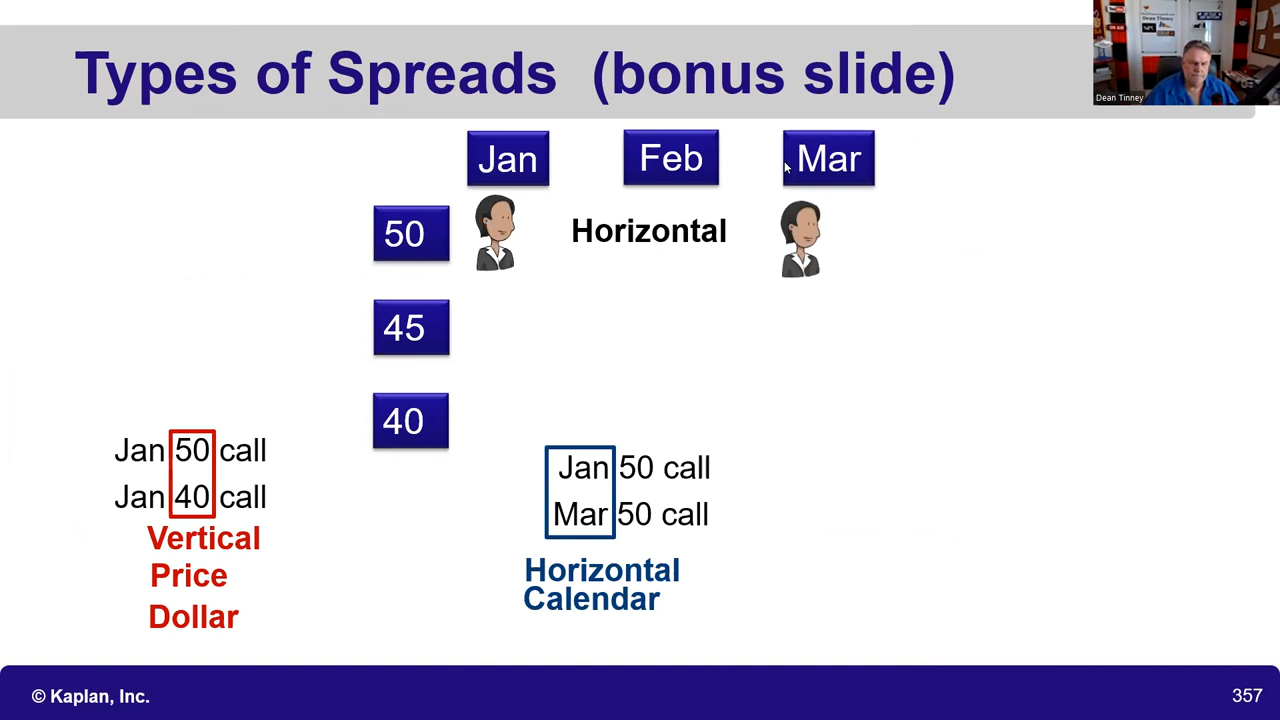 Types of Spreads (bonus slide)
Dean Tinney
Jan Feb Mar
50 Horizontal
45
40
Jan 50 call
Jan 40 call
Vertical
Price
Dollar
Jan 50 call
Mar 50 call
Horizontal
Calendar
© Kaplan, Inc.
357